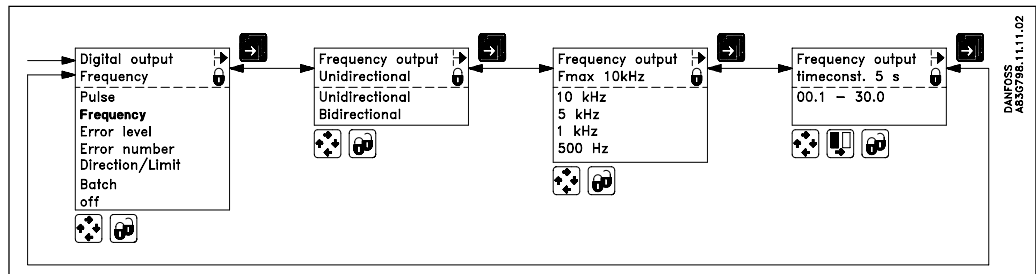 Digital output
Frequency
Pulse
Frequency
Error level
Error number
Direction/Limit
Batch
off
Frequency output
Unidirectional
Unidirectional
Bidirectional
Frequency output
Fmax 10kHz
10 kHz
5 kHz
1 kHz
500 Hz
Frequency output
timeconst. 5 s
00.1 – 30.0
DANFOSS
A83G798.11.11.02